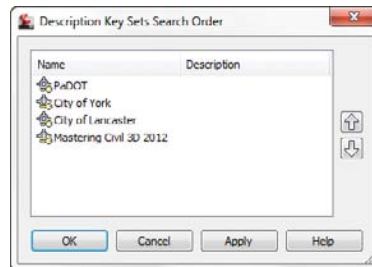 Description Key Sets Search Order
Name Description
PaDOT
City of York
City of Lancaster
Mastering Civil 3D 2012
OK Cancel Apply Help